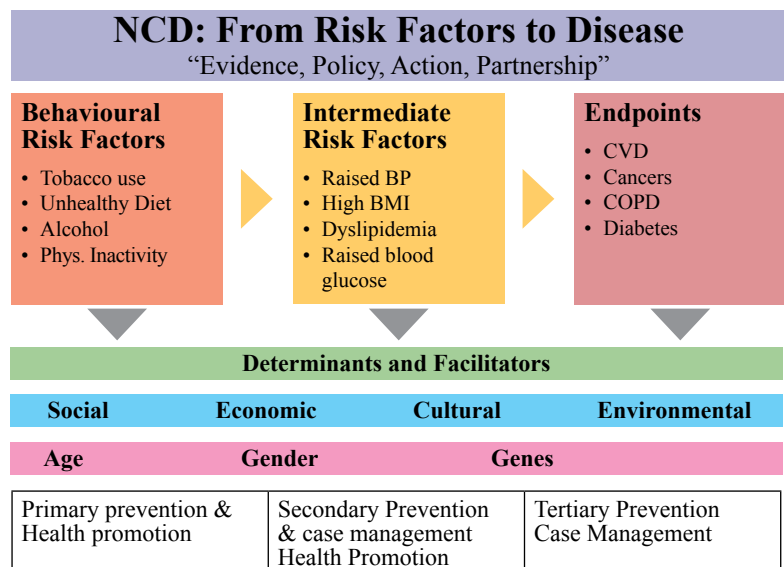 NCD: From Risk Factors to Disease
“Evidence, Policy, Action, Partnership”
Behavioural
Risk Factors
• Tobacco use
• Unhealthy Diet
• Alcohol
• Phys. Inactivity
Intermediate
Risk Factors
• Raised BP
• High BMI
• Dyslipidemia
• Raised blood
glucose
Endpoints
• CVD
• Cancers
• COPD
• Diabetes
Determinants and Facilitators
Social Economic Cultural Environmental
Age Gender Genes
Primary prevention &
Health promotion
Secondary Prevention
& case management
Health Promotion
Tertiary Prevention
Case Management